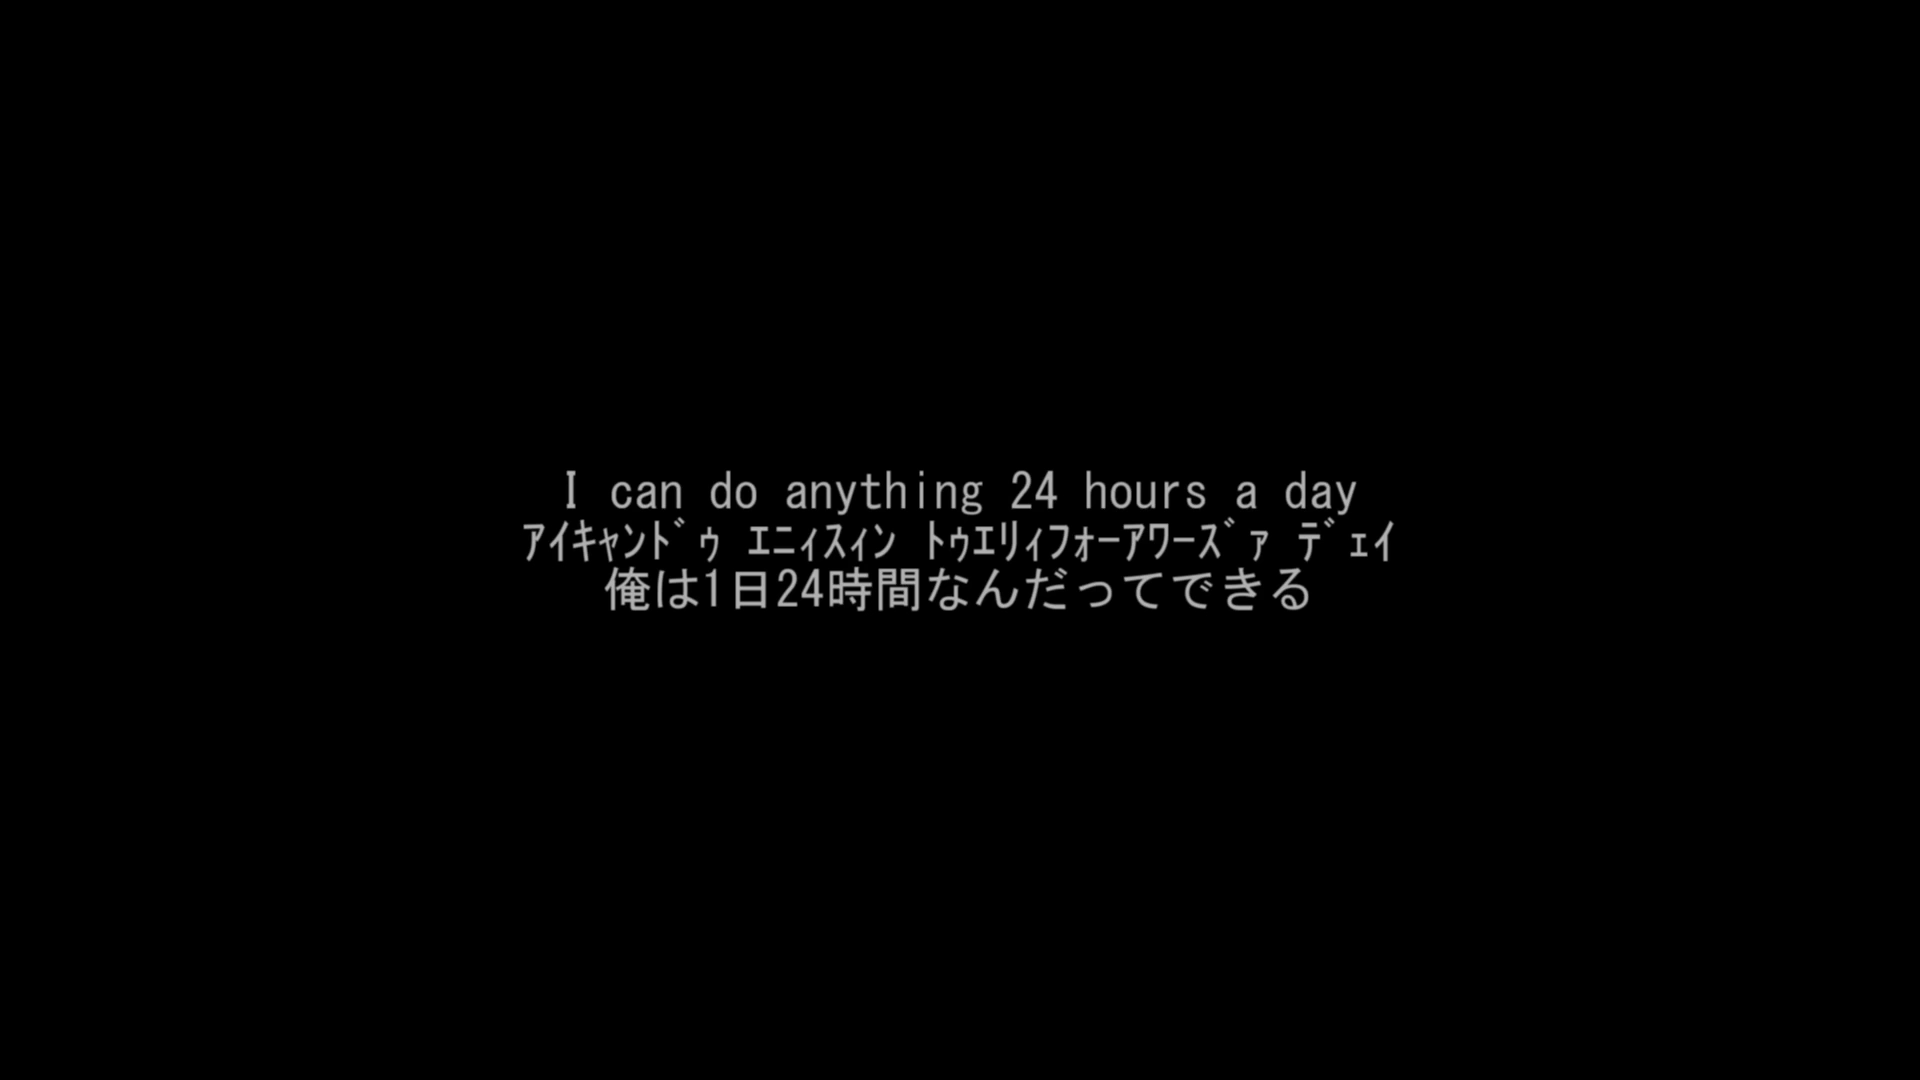 I can do anything 24 hours a day
ｱｲｷｬﾝﾄﾞｩ ｴﾆｨｽｨﾝ ﾄｩｴﾘｨﾌｫｰｱﾜｰｽﾞｧ ﾃﾞｪｲ
俺は1日24時間なんだってできる